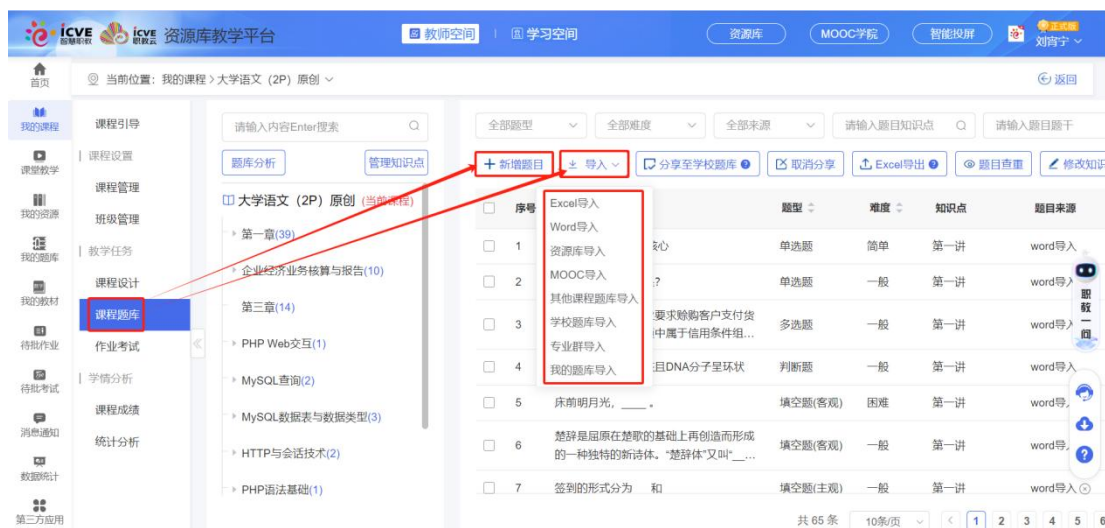 icve 智慧职教 icve 职教云 资源库教学平台 教师空间 学习空间 资源库 MOOC学院 智能投屏 正式版 刘宵宁
首页 当前位置：我的课程 > 大学语文（2P）原创 返回
我的课程
课堂教学
我的资源
我的题库
我的教材
待批作业
待批考试
消息通知
数据统计
第三方应用
课程引导
课程设置
课程管理
班级管理
教学任务
课程设计
课程题库
作业考试
学情分析
课程成绩
统计分析
请输入内容Enter搜索
题库分析 管理知识点
大学语文（2P）原创 (当前课程)
第一章(39)
企业经济业务核算与报告(10)
第三章(14)
PHP Web交互(1)
MySQL查询(2)
MySQL数据表与数据类型(3)
HTTP与会话技术(2)
PHP语法基础(1)
全部题型 全部难度 全部来源 请输入题目知识点 请输入题目题干
+ 新增题目 导入 分享至学校题库 取消分享 Excel导出 题目查重 修改知识
Excel导入
Word导入
资源库导入
MOOC导入
其他课程题库导入
学校题库导入
专业群导入
我的题库导入
序号 题型 难度 知识点 题目来源
1 核心 单选题 简单 第一讲 word导入
2 ? 单选题 一般 第一讲 word导入
3 要求赊购客户支付货 多选题 一般 第一讲 word导入
中属于信用条件组...
4 且DNA分子呈环状 判断题 一般 第一讲 word导入
5 床前明月光，____。 填空题(客观) 困难 第一讲 word导
6 楚辞是屈原在楚歌的基础上再创造而形成 填空题(客观) 一般 第一讲 word导
的一种独特的新诗体。“楚辞体”又叫“__...
7 签到的形式分为 和 填空题(主观) 一般 第一讲 word导入
共 65 条 10条/页 < 1 2 3 4 5 6
职教一问